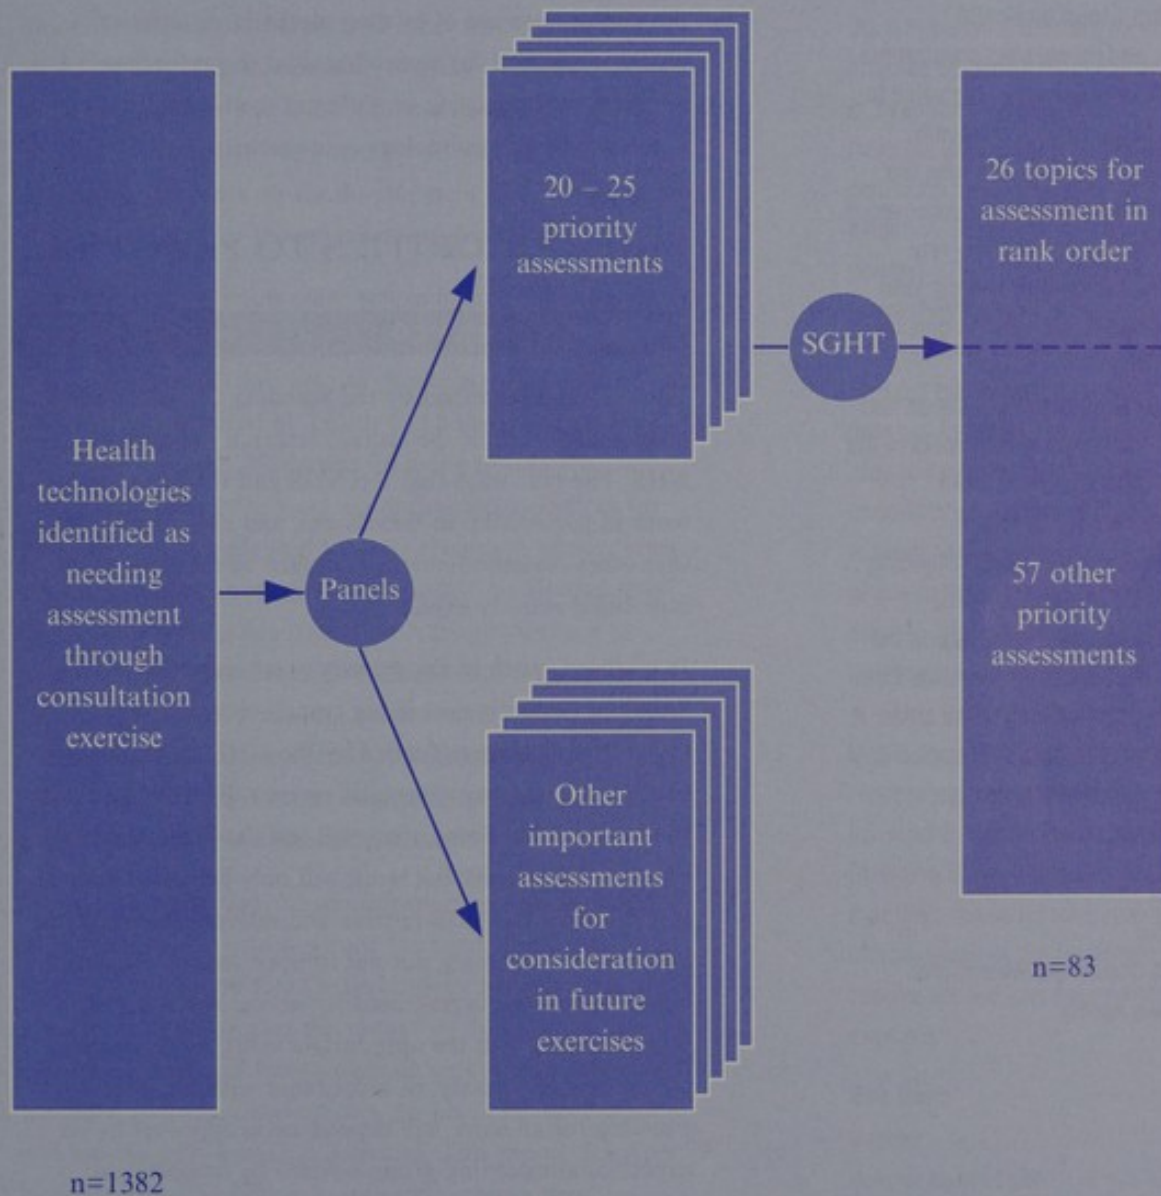 Health
technologies
identified as
needing
assessment
through
consultation
exercise
n=1382
Panels
20 – 25
priority
assessments
Other
important
assessments
for
consideration
in future
exercises
SGHT
26 topics for
assessment in
rank order
57 other
priority
assessments
n=83